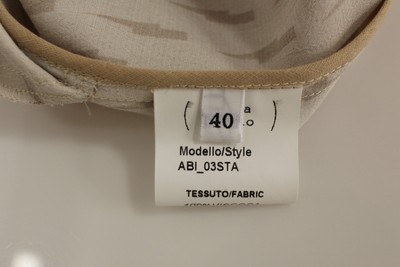 a
40
.o
Modello/Style
ABI_03STA
TESSUTO/FABRIC